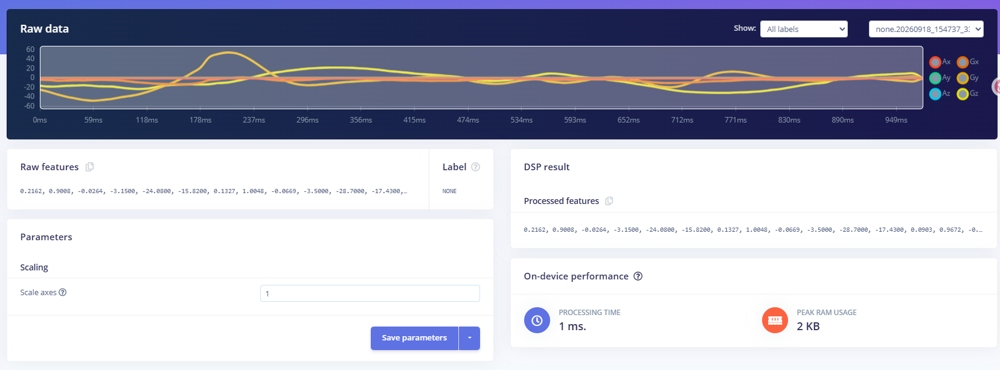 Raw data
Show:
All labels
none.20260918_154737_3
60
40
20
0
-20
-40
-60
0ms 59ms 118ms 178ms 237ms 296ms 356ms 415ms 474ms 534ms 593ms 652ms 712ms 771ms 830ms 890ms 949ms
Ax Gx
Ay Gy
Az Gz
Raw features
0.2162, 0.9008, -0.0264, -3.1500, -24.0800, -15.8200, 0.1327, 1.0048, -0.0669, -3.5000, -28.7000, -17.4300,…
Label
NONE
Parameters
Scaling
Scale axes
1
Save parameters
DSP result
Processed features
0.2162, 0.9008, -0.0264, -3.1500, -24.0800, -15.8200, 0.1327, 1.0048, -0.0669, -3.5000, -28.7000, -17.4300, 0.0903, 0.9672, -0.…
On-device performance
PROCESSING TIME
1 ms.
PEAK RAM USAGE
2 KB